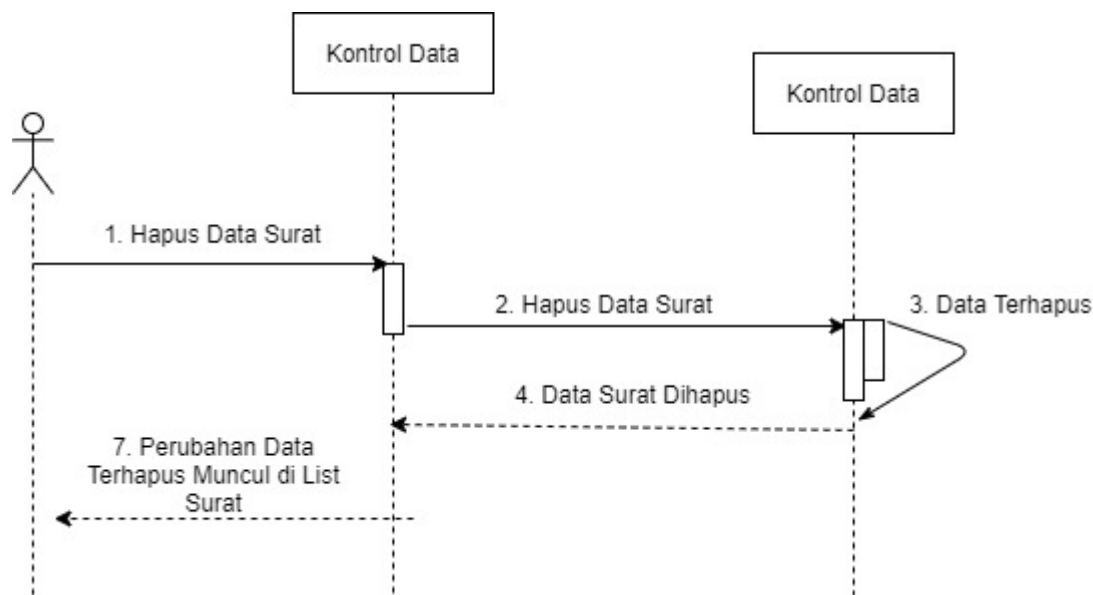 Kontrol Data
Kontrol Data
1. Hapus Data Surat
2. Hapus Data Surat
3. Data Terhapus
4. Data Surat Dihapus
7. Perubahan Data
Terhapus Muncul di List
Surat